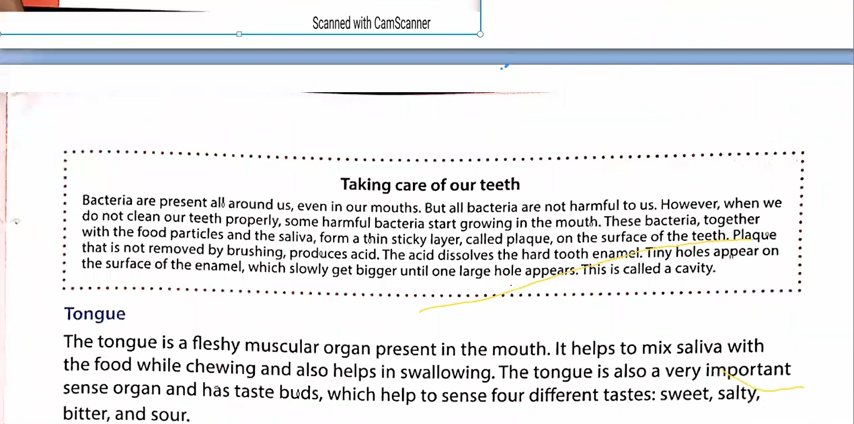 Scanned with CamScanner
Taking care of our teeth
Bacteria are present all around us, even in our mouths. But all bacteria are not harmful to us. However, when we
do not clean our teeth properly, some harmful bacteria start growing in the mouth. These bacteria, together
with the food particles and the saliva, form a thin sticky layer, called plaque, on the surface of the teeth. Plaque
that is not removed by brushing, produces acid. The acid dissolves the hard tooth enamel. Tiny holes appear on
the surface of the enamel, which slowly get bigger until one large hole appears. This is called a cavity.
Tongue
The tongue is a fleshy muscular organ present in the mouth. It helps to mix saliva with
the food while chewing and also helps in swallowing. The tongue is also a very important
sense organ and has taste buds, which help to sense four different tastes: sweet, salty,
bitter, and sour.